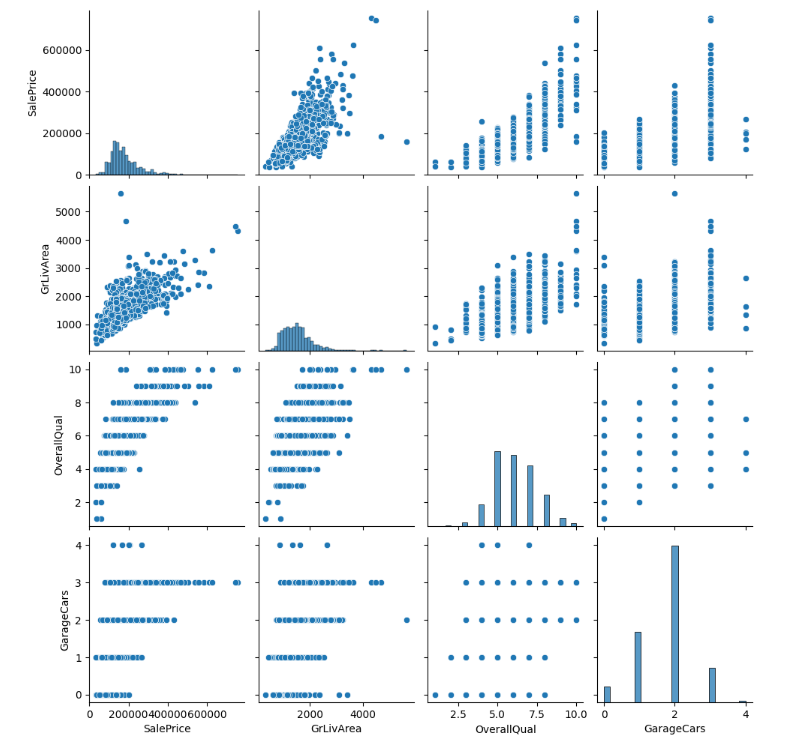 600000
400000
200000
0
SalePrice
5000
4000
3000
2000
1000
GrLivArea
10
8
6
4
2
OverallQual
4
3
2
1
0
GarageCars
0 200000400000600000
SalePrice
2000 4000
GrLivArea
2.5 5.0 7.5 10.0
OverallQual
0 2 4
GarageCars